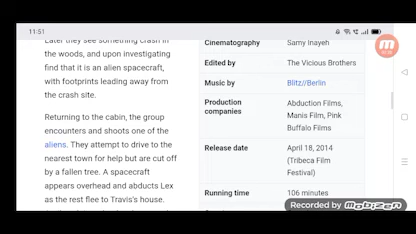 11:51
Later they see something crash in
the woods, and upon investigating
find that it is an alien spacecraft,
with footprints leading away from
the crash site.
Returning to the cabin, the group
encounters and shoots one of the
aliens. They attempt to drive to the
nearest town for help but are cut off
by a fallen tree. A spacecraft
appears overhead and abducts Lex
as the rest flee to Travis's house.
Cinematography Samy Inayeh
Edited by The Vicious Brothers
Music by Blitz//Berlin
Production companies Abduction Films,
Manis Film, Pink
Buffalo Films
Release date April 18, 2014
(Tribeca Film
Festival)
Running time 106 minutes
Recorded by Mobizen